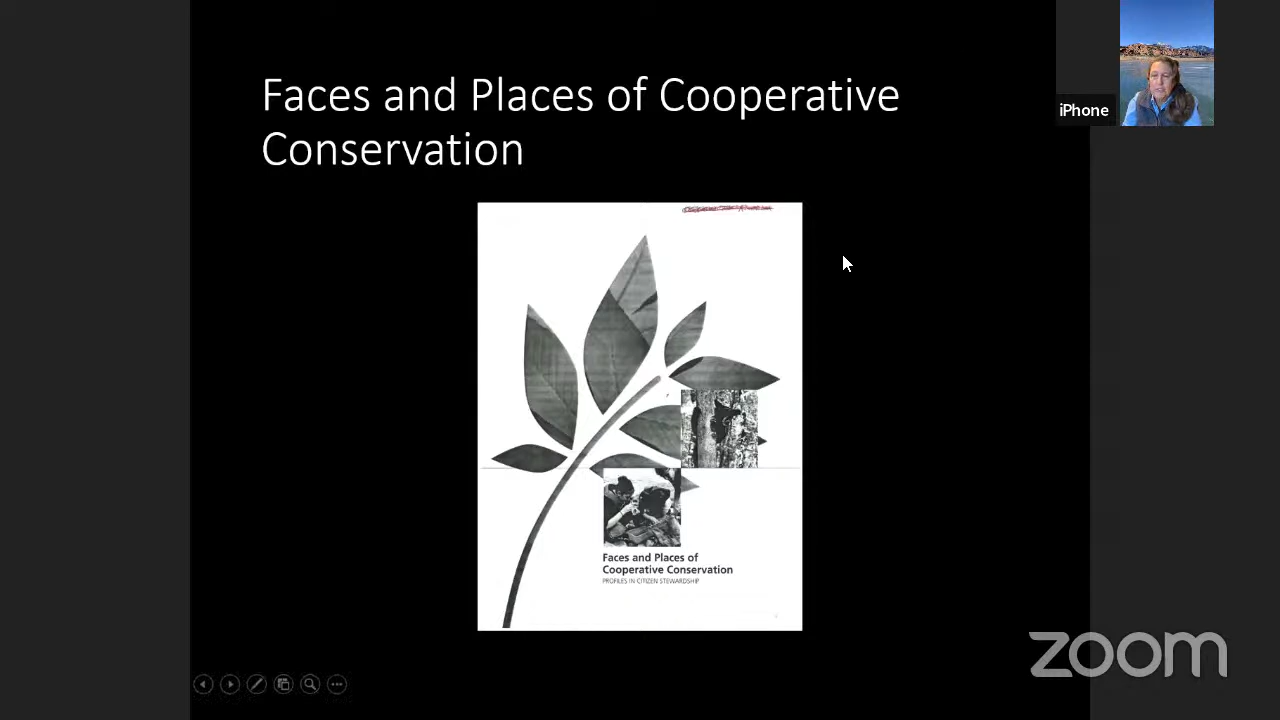 Faces and Places of Cooperative
Conservation
iPhone
Faces and Places of
Cooperative Conservation
PROFILES IN CITIZEN STEWARDSHIP
zoom